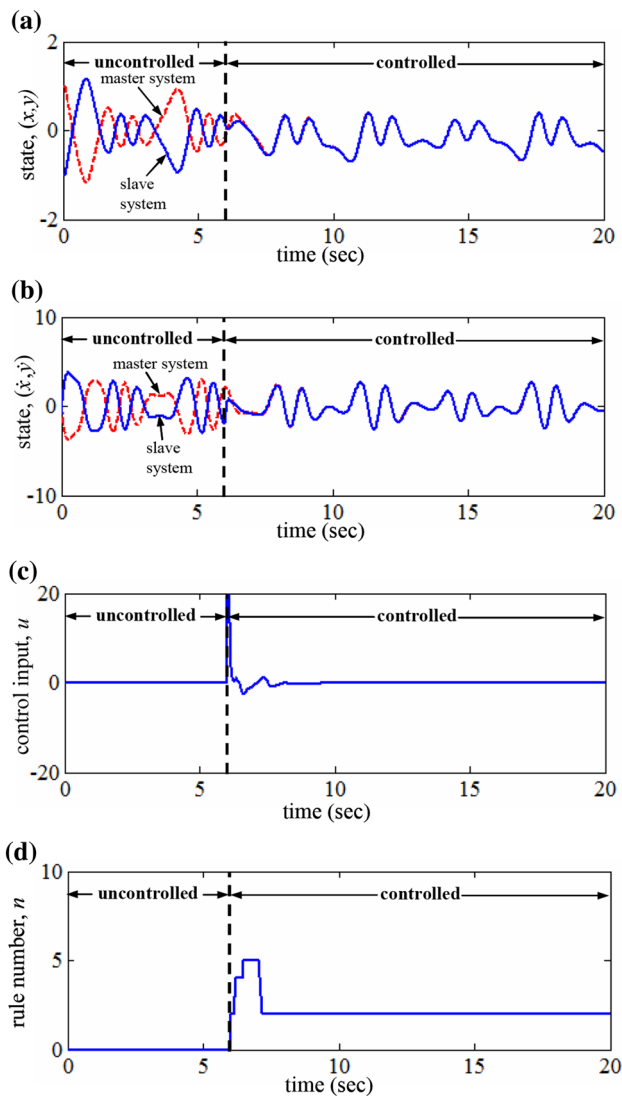 (a)
2
0
-2
state, (x,y)
uncontrolled
controlled
master system
slave
system
0
5
10
15
20
time (sec)
(b)
10
0
-10
state, (ẋ,ẏ)
uncontrolled
controlled
master system
slave
system
0
5
10
15
20
time (sec)
(c)
20
0
-20
control input, u
uncontrolled
controlled
0
5
10
15
20
time (sec)
(d)
10
5
0
rule number, n
uncontrolled
controlled
0
5
10
15
20
time (sec)